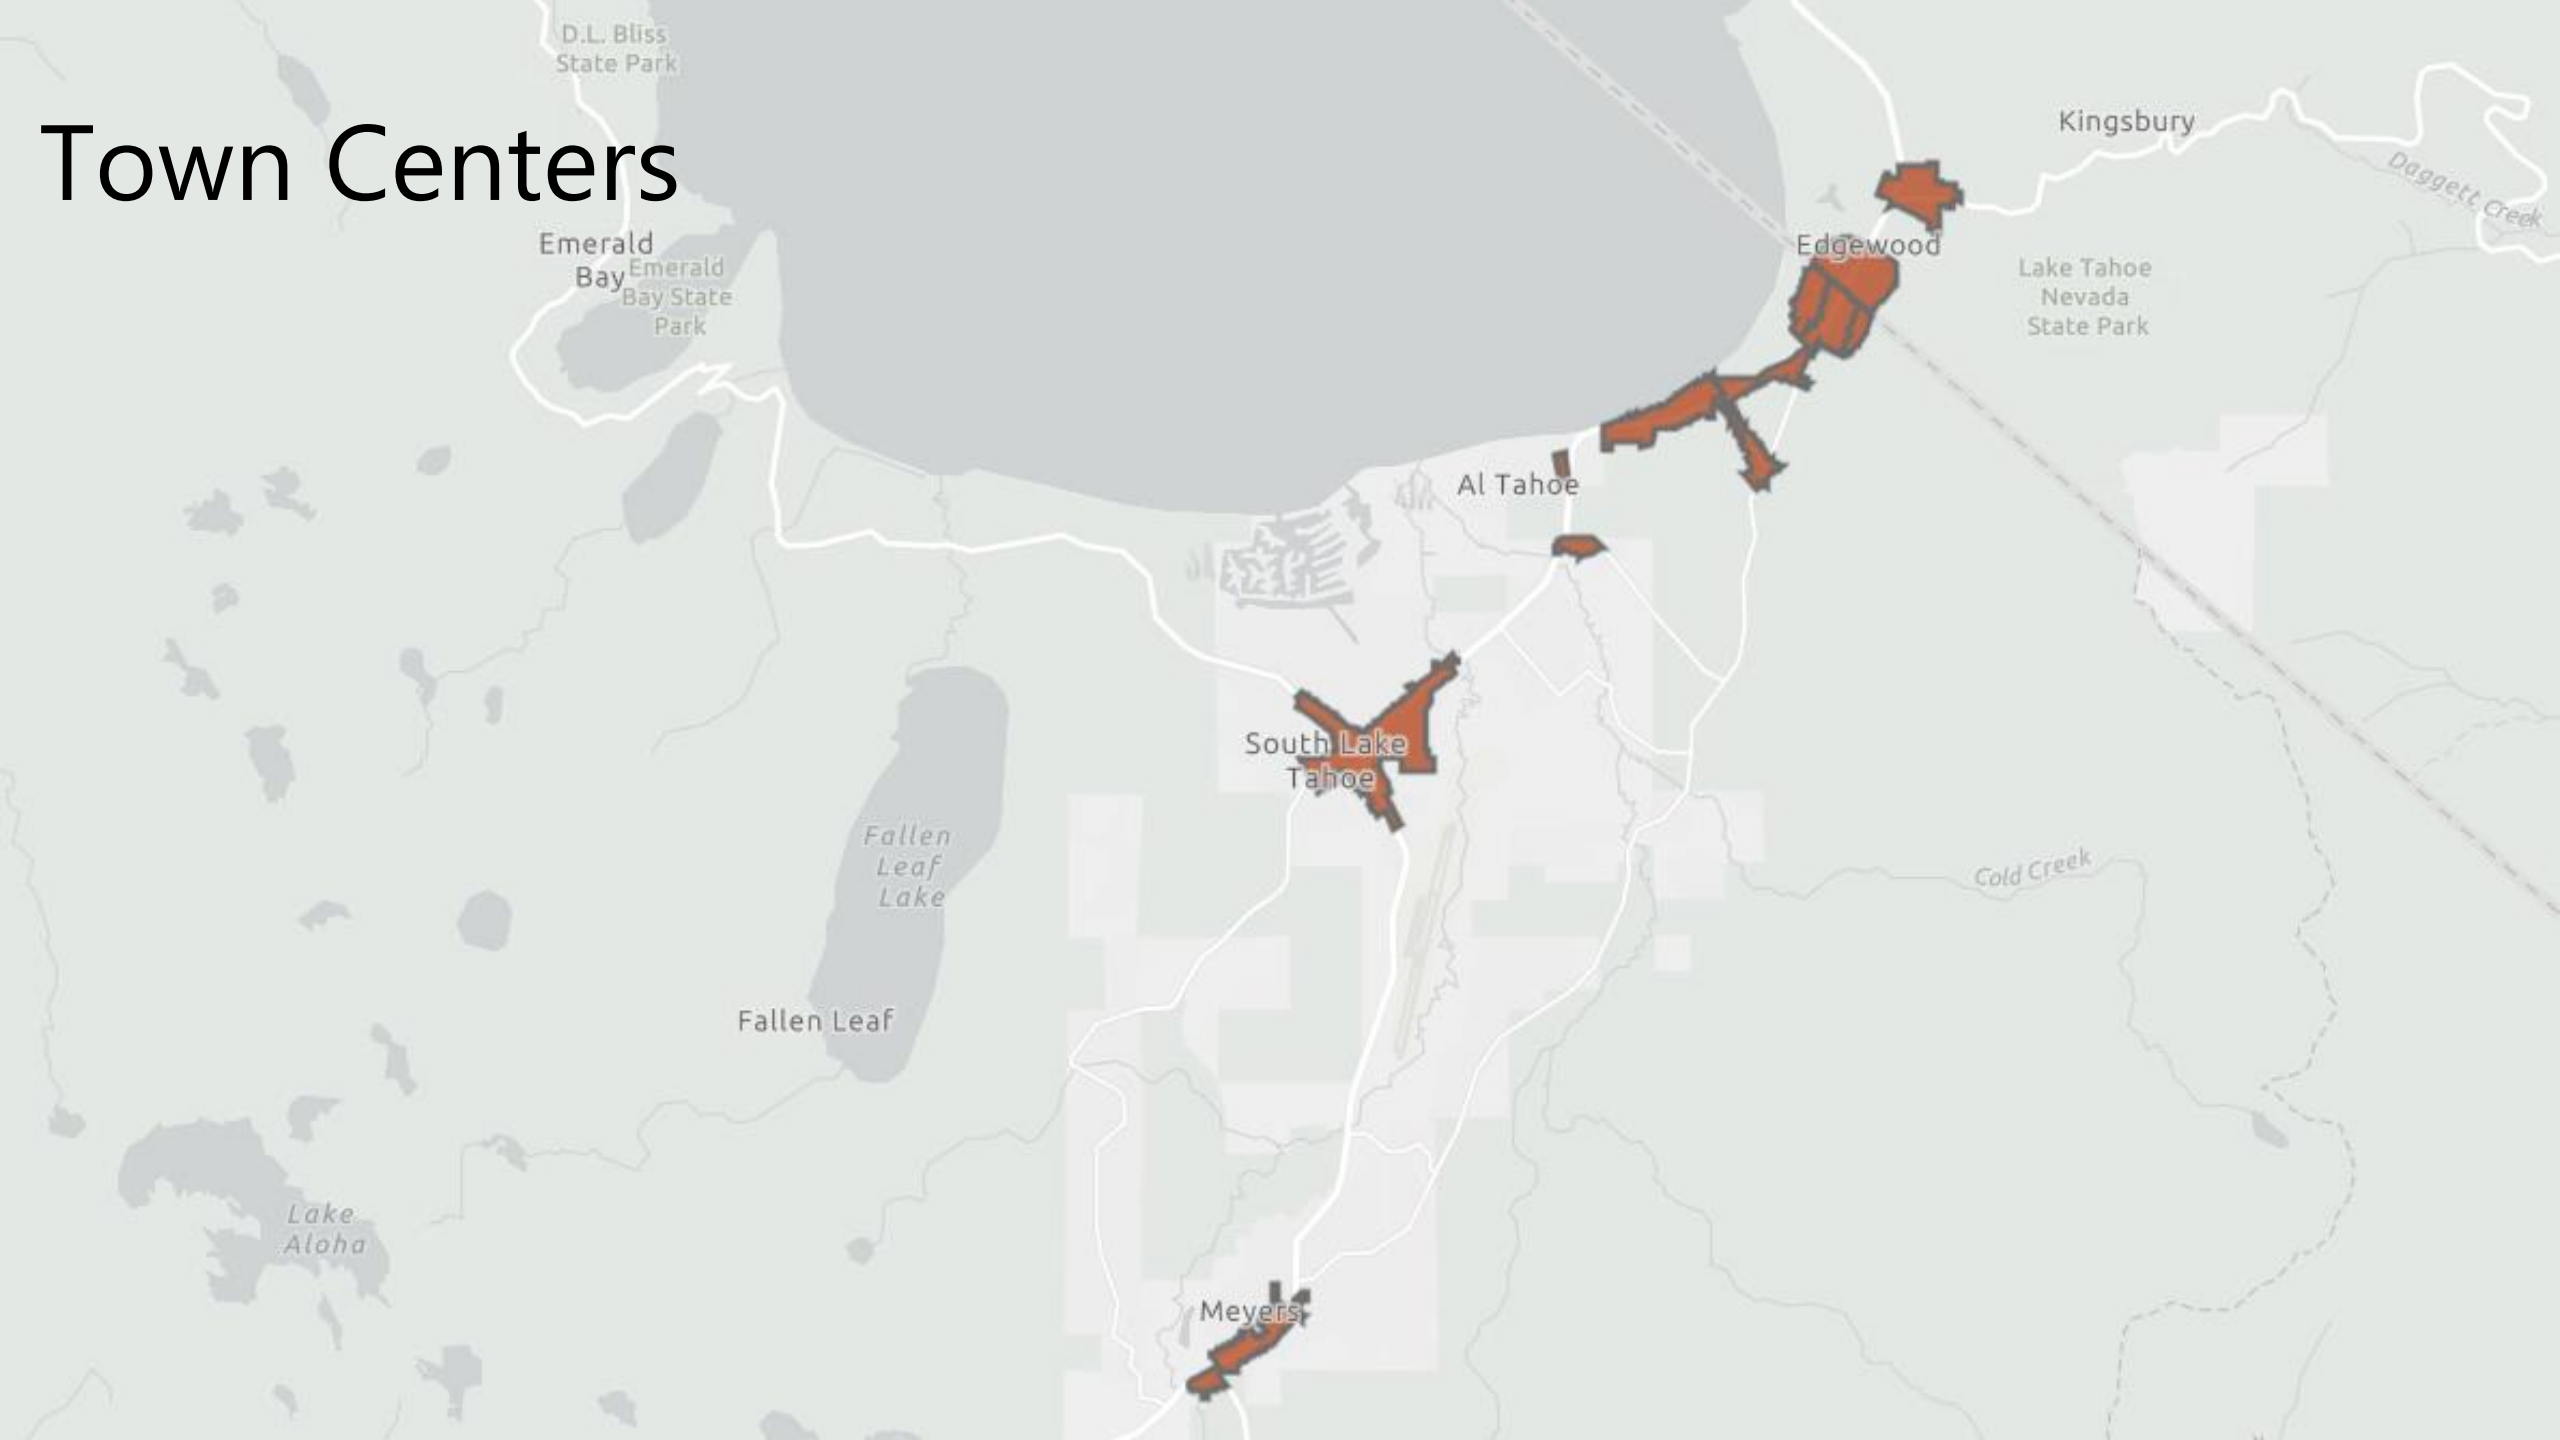 D.L. Bliss
State Park
Town Centers
Kingsbury
Daggett Creek
Emerald
Bay
Emerald
Bay State
Park
Edgewood
Lake Tahoe
Nevada
State Park
Al Tahoe
South Lake
Tahoe
Fallen
Leaf
Lake
Cold Creek
Fallen Leaf
Lake
Aloha
Meyers